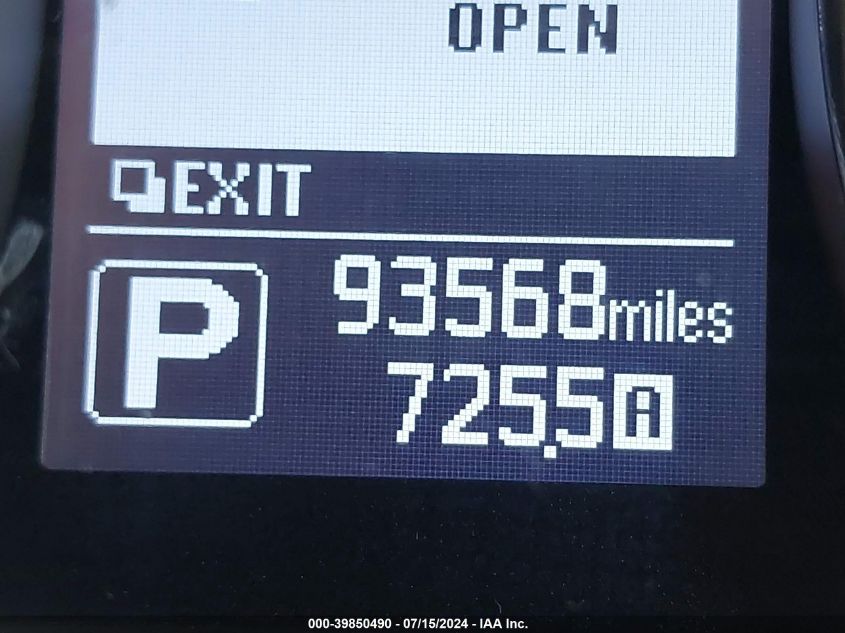 OPEN
EXIT
P
93568miles
725.5 A
000-39850490 - 07/15/2024 - IAA Inc.